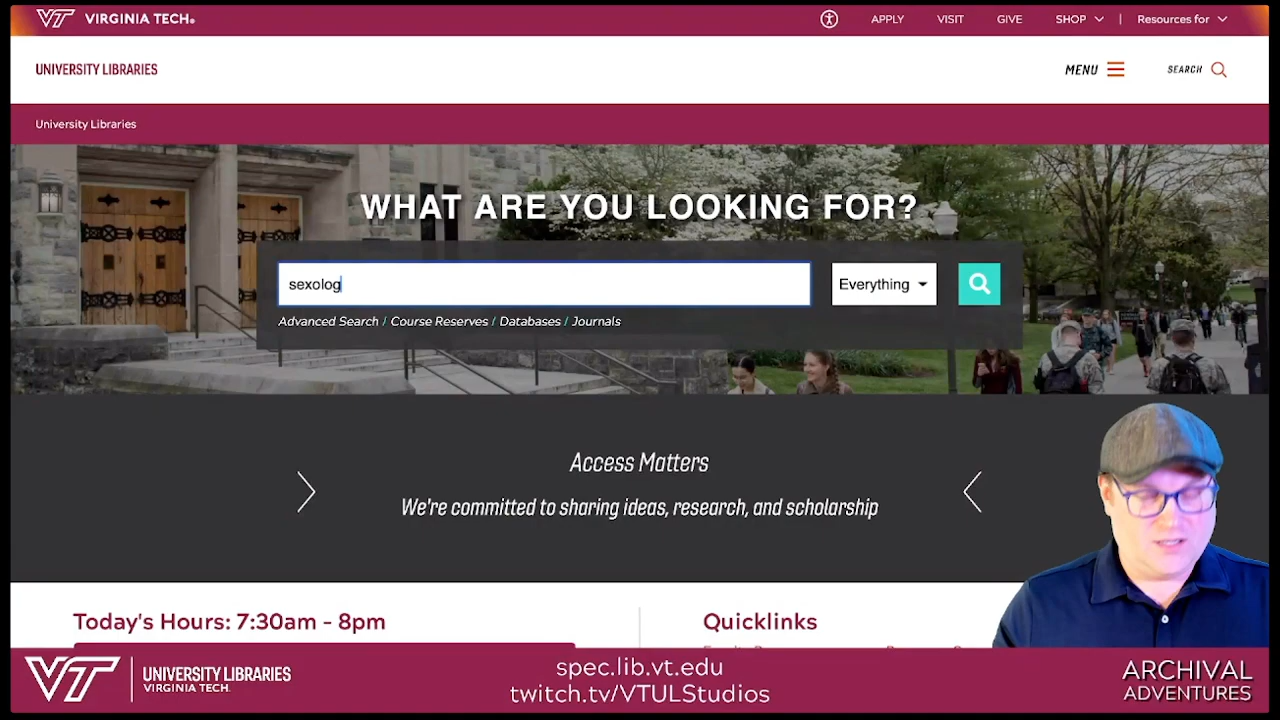 VT VIRGINIA TECH.
APPLY VISIT GIVE SHOP | Resources for
UNIVERSITY LIBRARIES
MENU SEARCH
University Libraries
WHAT ARE YOU LOOKING FOR?
sexolog
Everything
Advanced Search / Course Reserves / Databases / Journals
Access Matters
We're committed to sharing ideas, research, and scholarship
Today's Hours: 7:30am - 8pm
Quicklinks
VT UNIVERSITY LIBRARIES
VIRGINIA TECH.
spec.lib.vt.edu
twitch.tv/VTULStudios
ARCHIVAL
ADVENTURES